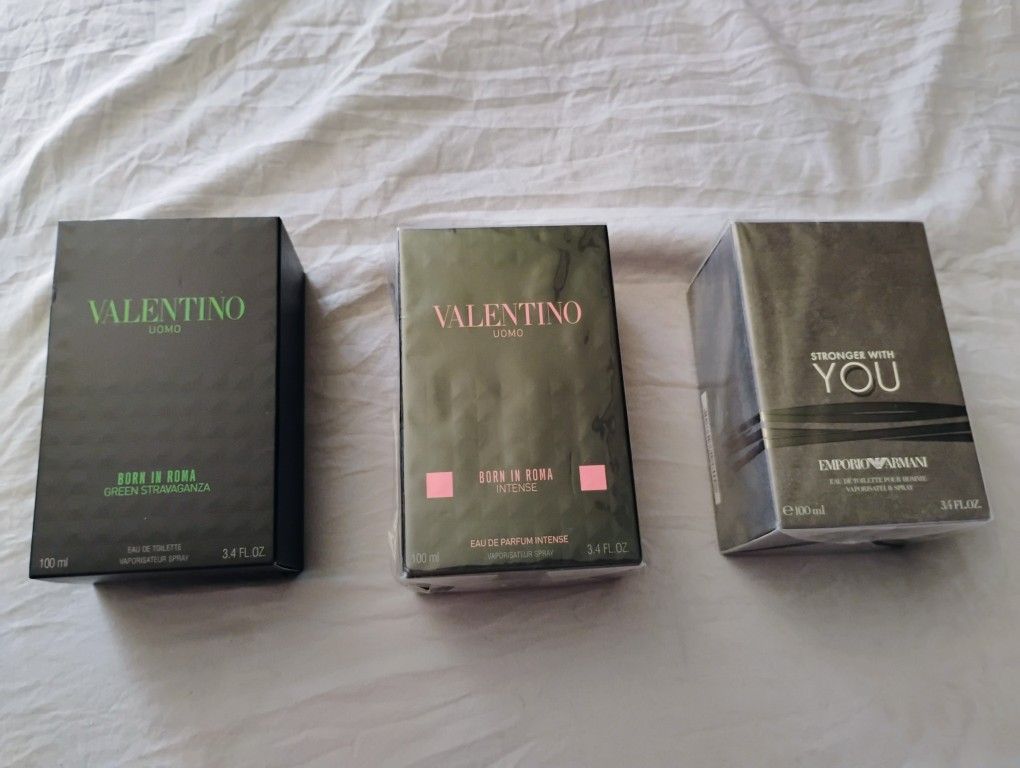 VALENTINO
UOMO
BORN IN ROMA
GREEN STRAVAGANZA
EAU DE TOILETTE
VAPORISATEUR SPRAY
100 ml
3.4 FL.OZ.
VALENTINO
UOMO
BORN IN ROMA
INTENSE
EAU DE PARFUM INTENSE
VAPORISATEUR SPRAY
100 ml
3.4 FL.OZ.
STRONGER WITH
YOU
EMPORIO ARMANI
EAU DE TOILETTE POUR HOMME
VAPORISATEUR SPRAY
℮100 ml
3.4 FL.OZ.